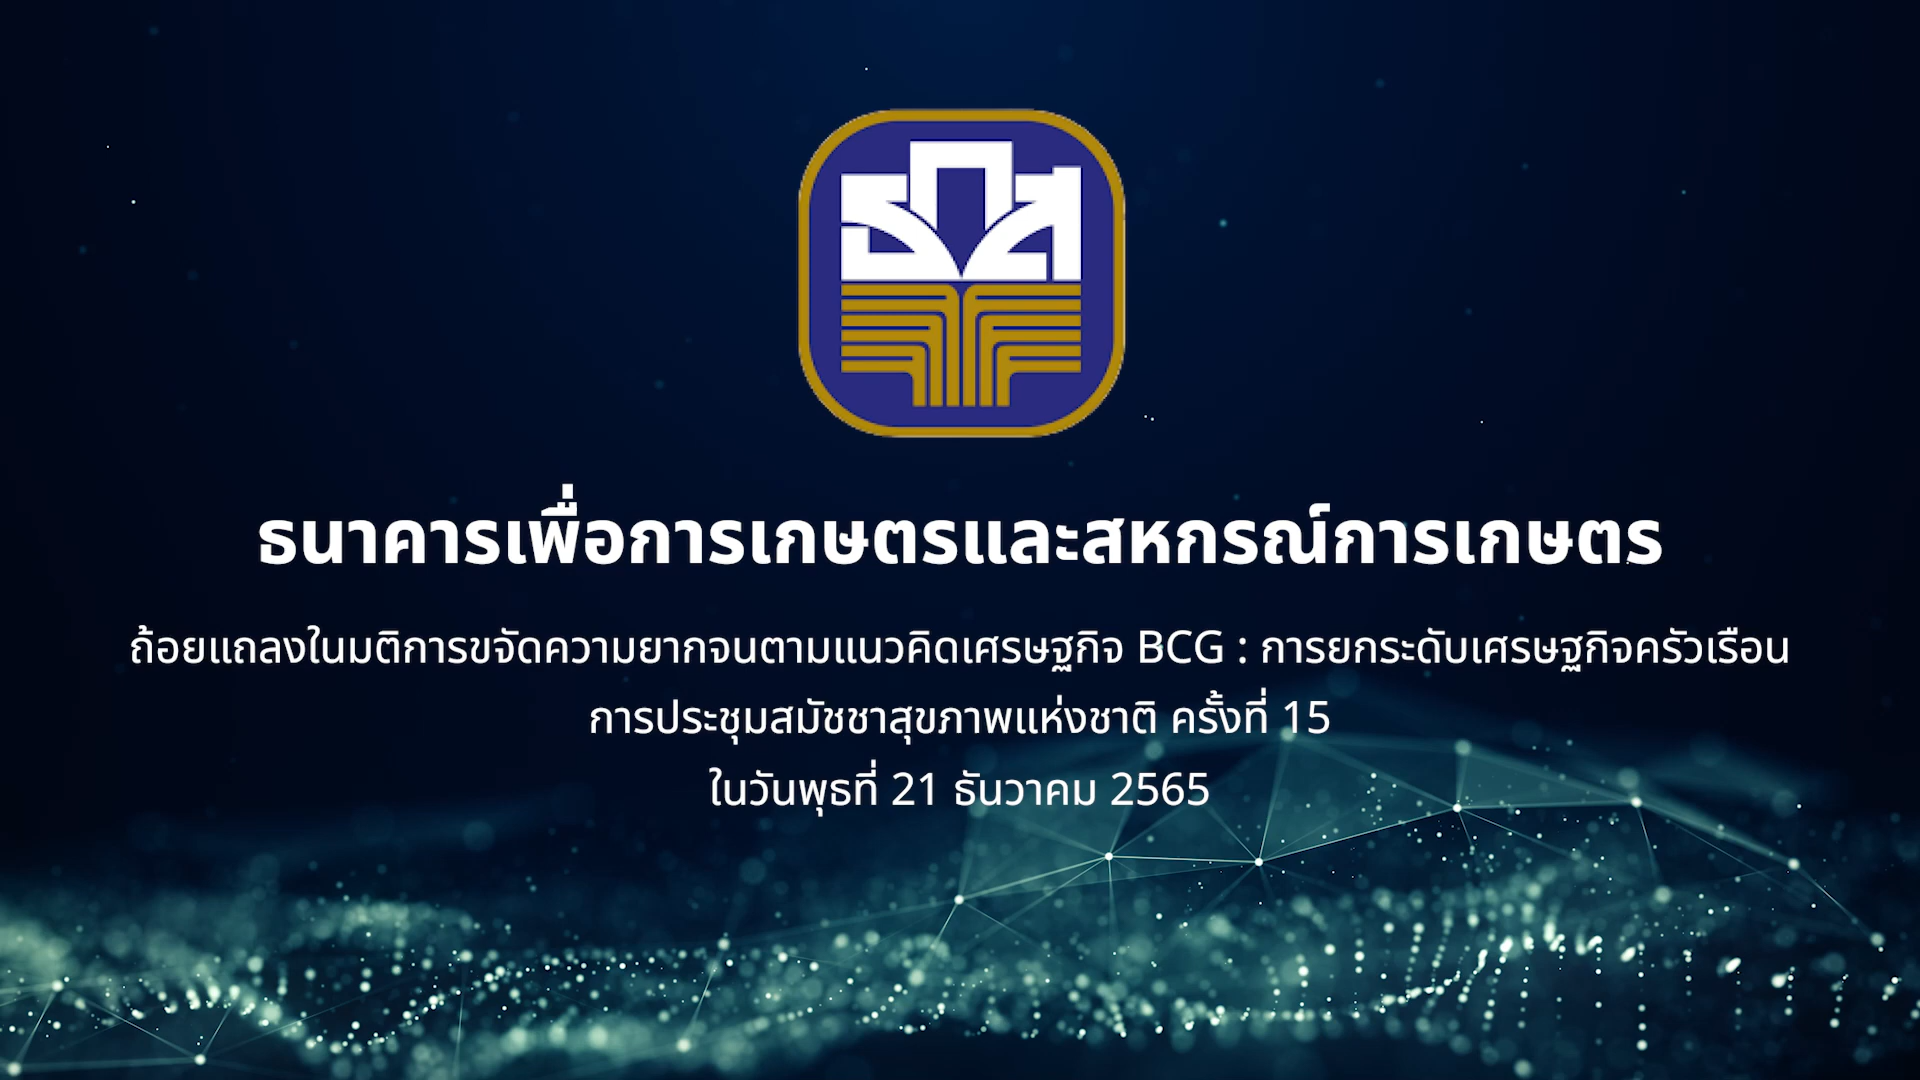 ธกส
ธนาคารเพื่อการเกษตรและสหกรณ์การเกษตร
ถ้อยแถลงในมติการขจัดความยากจนตามแนวคิดเศรษฐกิจ BCG : การยกระดับเศรษฐกิจครัวเรือน
การประชุมสมัชชาสุขภาพแห่งชาติ ครั้งที่ 15
ในวันพุธที่ 21 ธันวาคม 2565